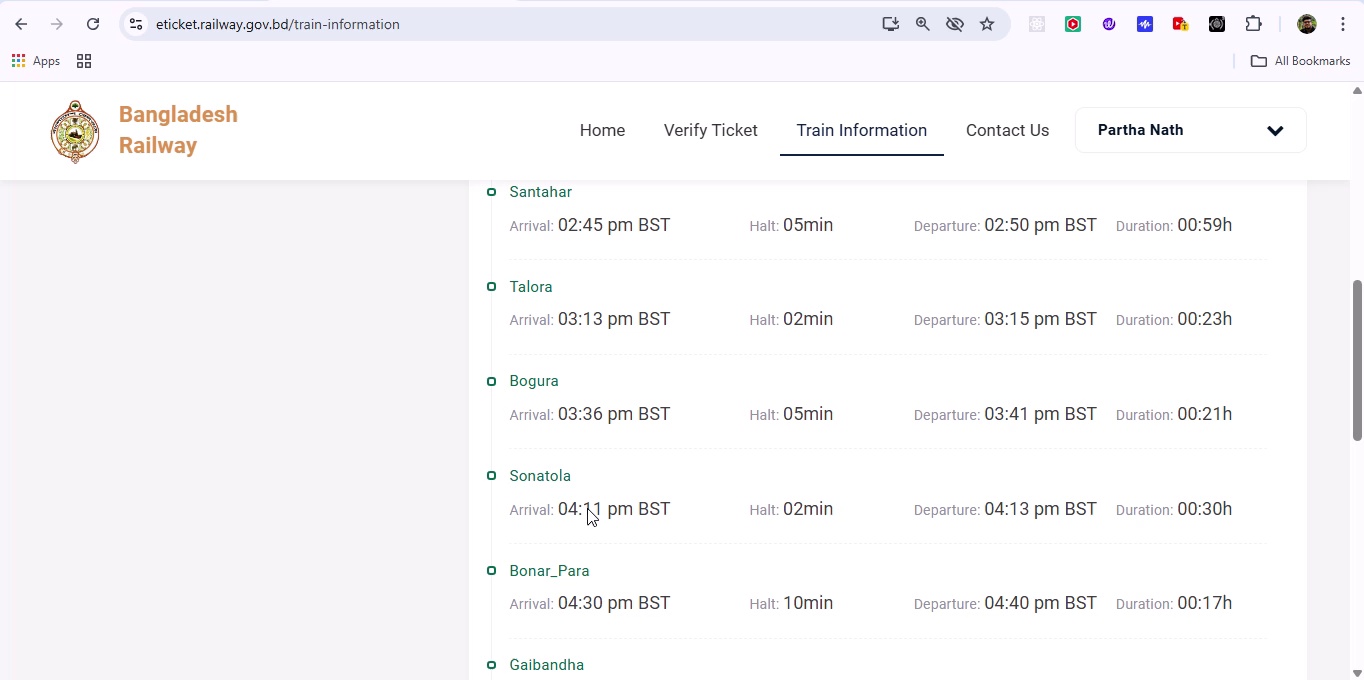 eticket.railway.gov.bd/train-information
Apps
All Bookmarks
Bangladesh
Railway
Home
Verify Ticket
Train Information
Contact Us
Partha Nath
Santahar
Arrival: 02:45 pm BST Halt: 05min Departure: 02:50 pm BST Duration: 00:59h
Talora
Arrival: 03:13 pm BST Halt: 02min Departure: 03:15 pm BST Duration: 00:23h
Bogura
Arrival: 03:36 pm BST Halt: 05min Departure: 03:41 pm BST Duration: 00:21h
Sonatola
Arrival: 04:11 pm BST Halt: 02min Departure: 04:13 pm BST Duration: 00:30h
Bonar_Para
Arrival: 04:30 pm BST Halt: 10min Departure: 04:40 pm BST Duration: 00:17h
Gaibandha